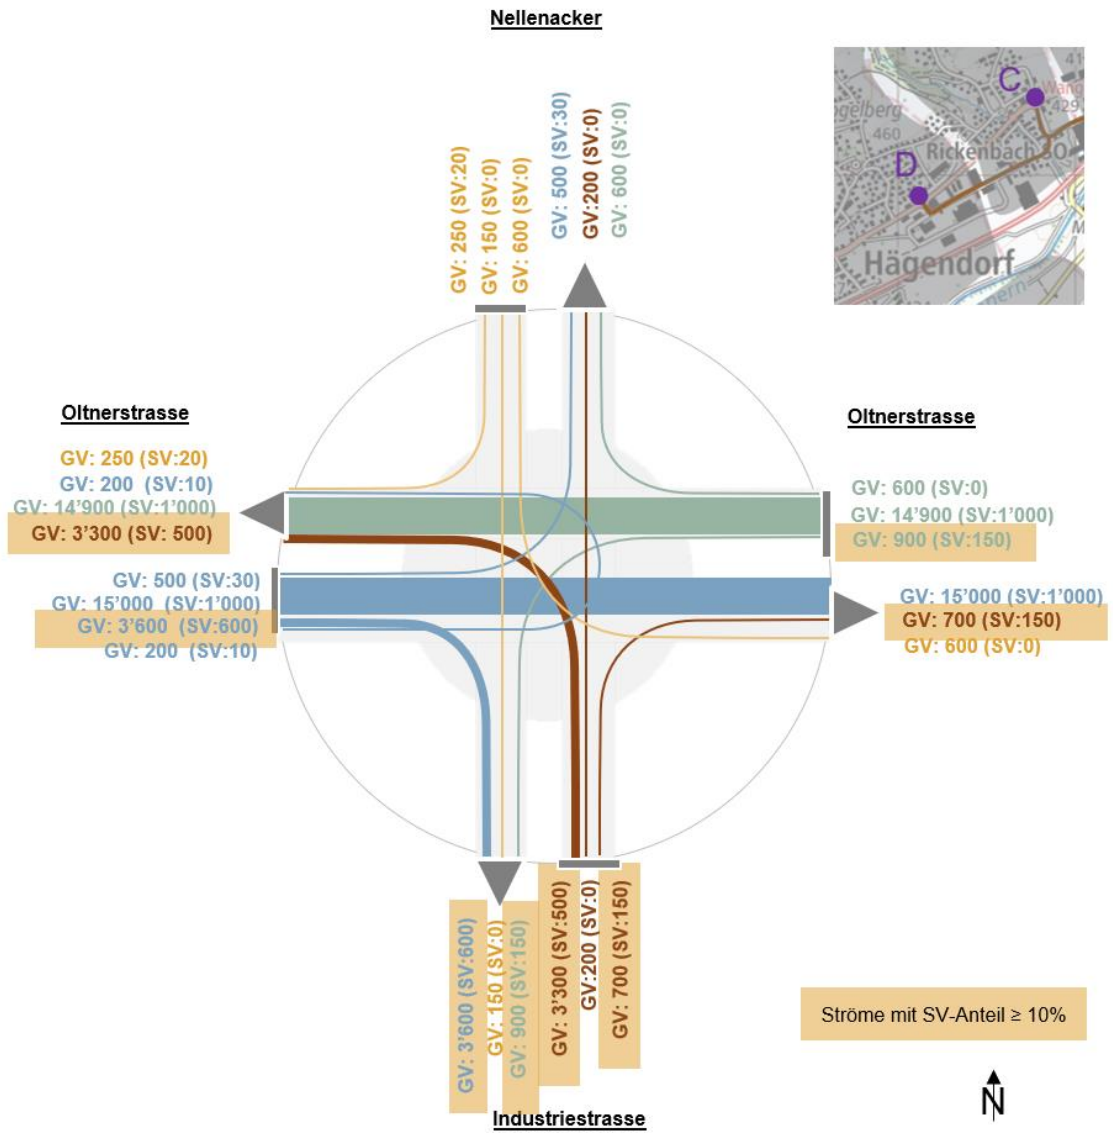 Nellenacker
GV: 250 (SV:20)
GV: 150 (SV:0)
GV: 600 (SV:0)
GV: 500 (SV:30)
GV:200 (SV:0)
GV: 600 (SV:0)
C
Wang
429
460
Rickenbach SO
D
Hägendorf
Oltnerstrasse
GV: 250 (SV:20)
GV: 200 (SV:10)
GV: 14’900 (SV:1’000)
GV: 3’300 (SV: 500)
GV: 500 (SV:30)
GV: 15’000 (SV:1’000)
GV: 3’600 (SV:600)
GV: 200 (SV:10)
Oltnerstrasse
GV: 600 (SV:0)
GV: 14’900 (SV:1’000)
GV: 900 (SV:150)
GV: 15’000 (SV:1’000)
GV: 700 (SV:150)
GV: 600 (SV:0)
GV: 3’600 (SV:600)
GV: 150 (SV:0)
GV: 900 (SV:150)
GV: 3’300 (SV:500)
GV:200 (SV:0)
GV: 700 (SV:150)
Industriestrasse
Ströme mit SV-Anteil ≥ 10%
N